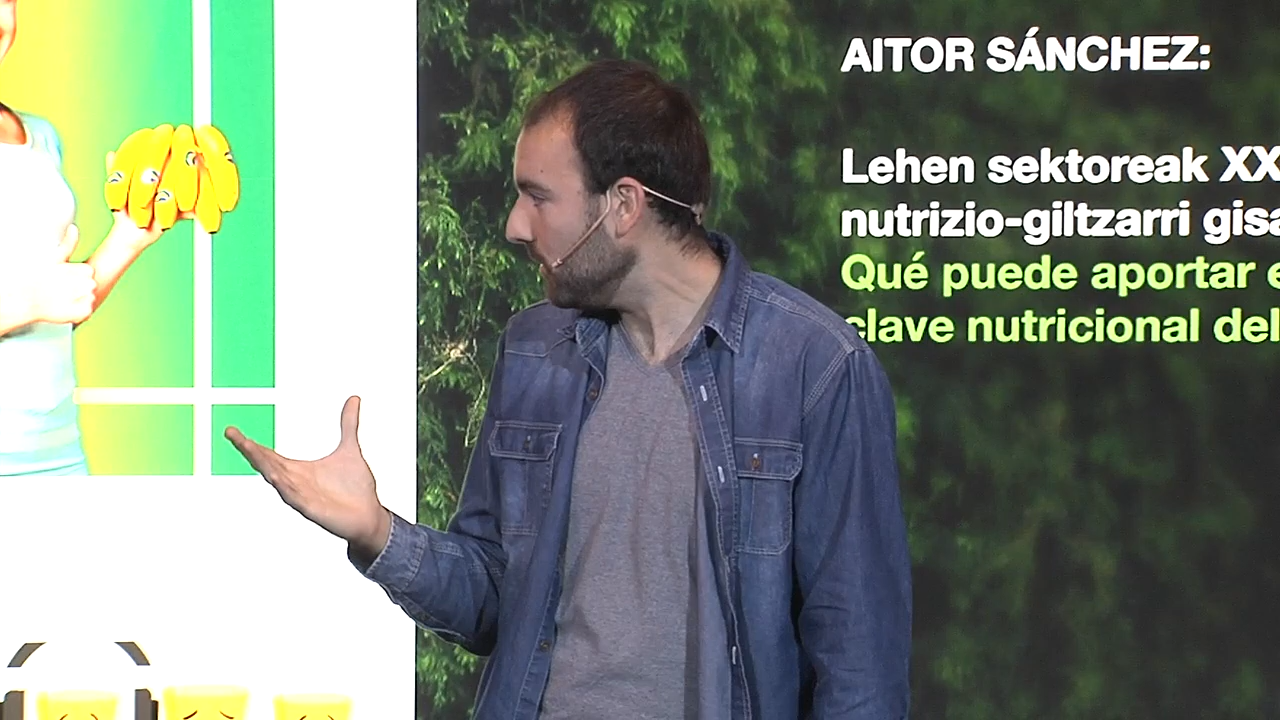 AITOR SÁNCHEZ:
Lehen sektoreak XX
nutrizio-giltzarri gisa
Qué puede aportar e
clave nutricional del